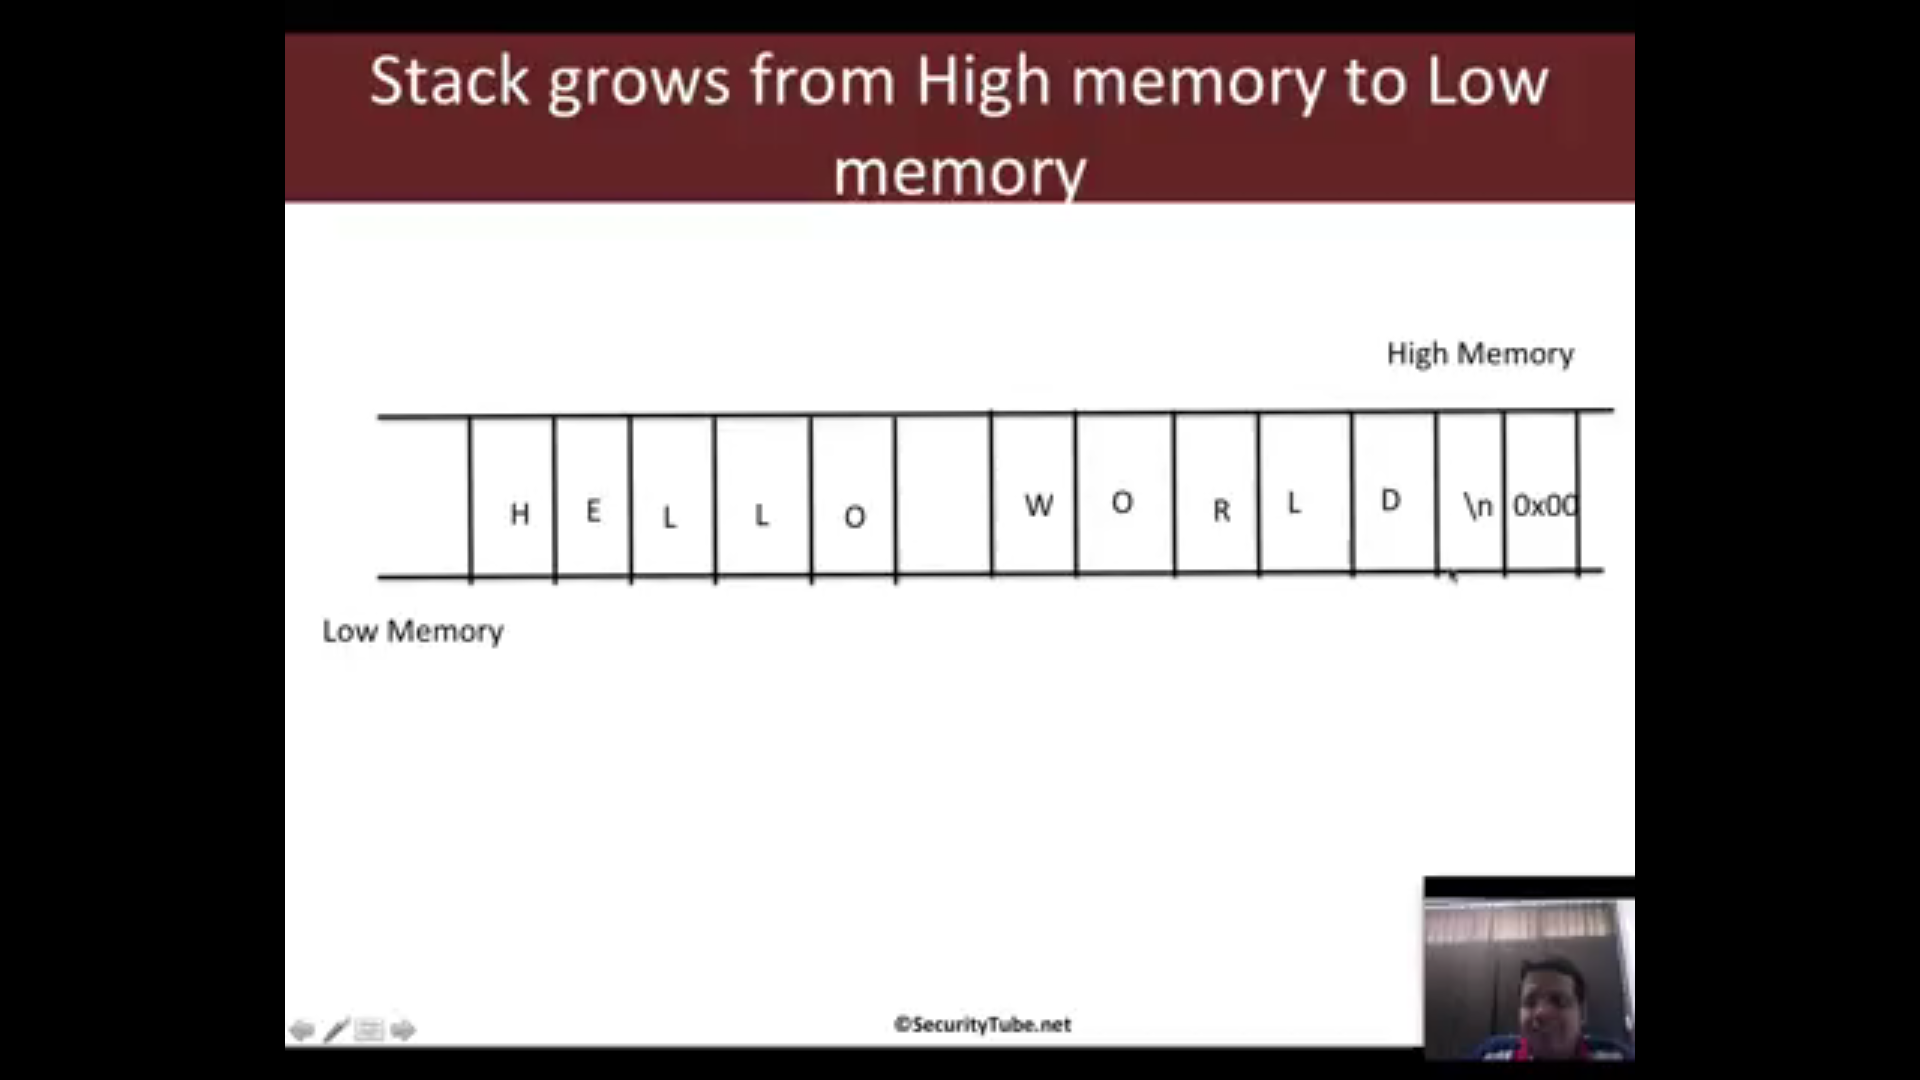 Stack grows from High memory to Low
memory
High Memory
H E L L O W O R L D \n 0x00
Low Memory
©SecurityTube.net